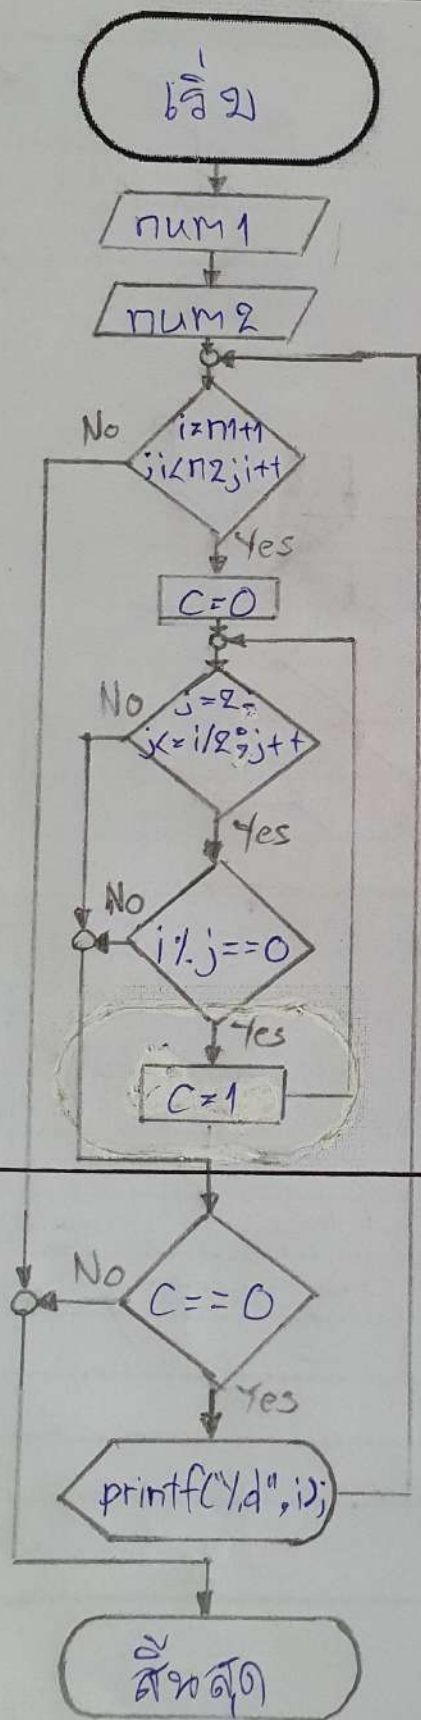 เริ่ม
num1
num2
No
i=n1+1
;i<n2;i++
Yes
C=0
No
j=2;
j<=i/2;j++
Yes
No
i%j==0
Yes
C=1
No
C==0
Yes
printf("%d",i);
สิ้นสุด